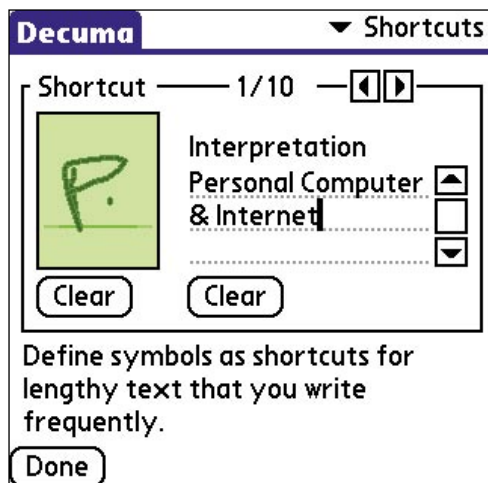 Decuma ▼ Shortcuts
Shortcut 1/10
P.
Interpretation
Personal Computer
& Internet
Clear Clear
Define symbols as shortcuts for
lengthy text that you write
frequently.
Done